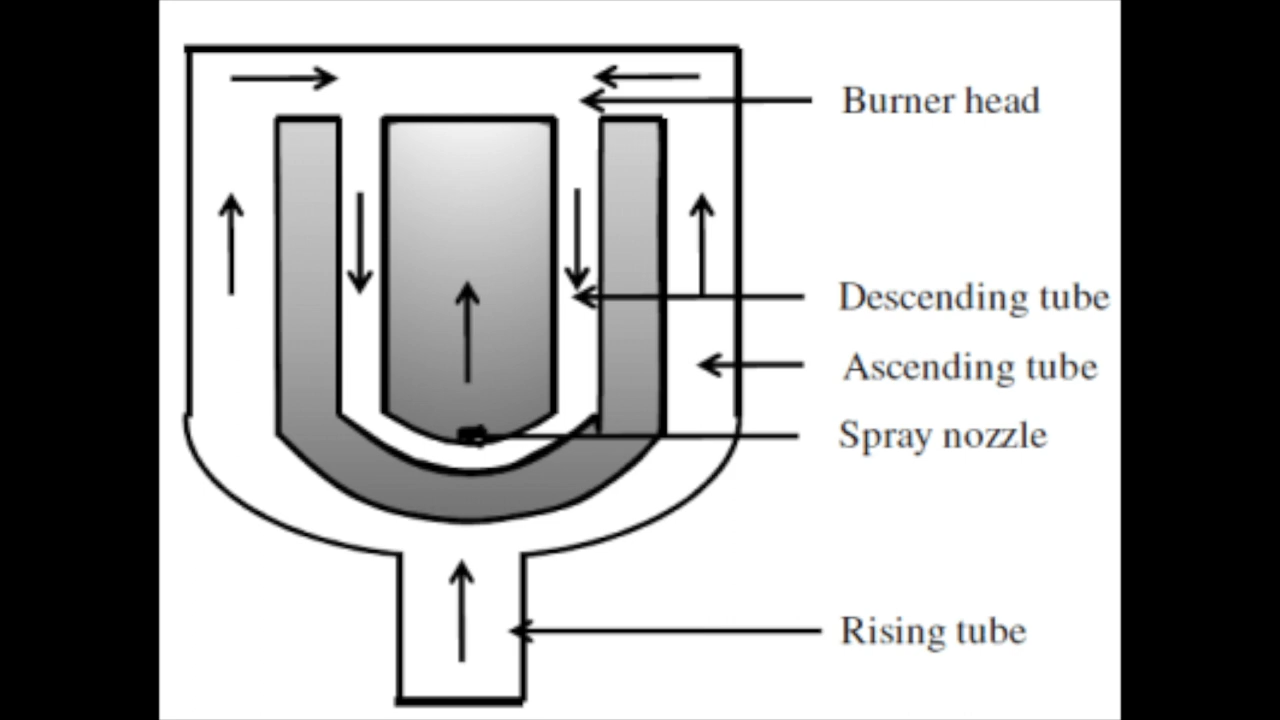 Burner head
Descending tube
Ascending tube
Spray nozzle
Rising tube